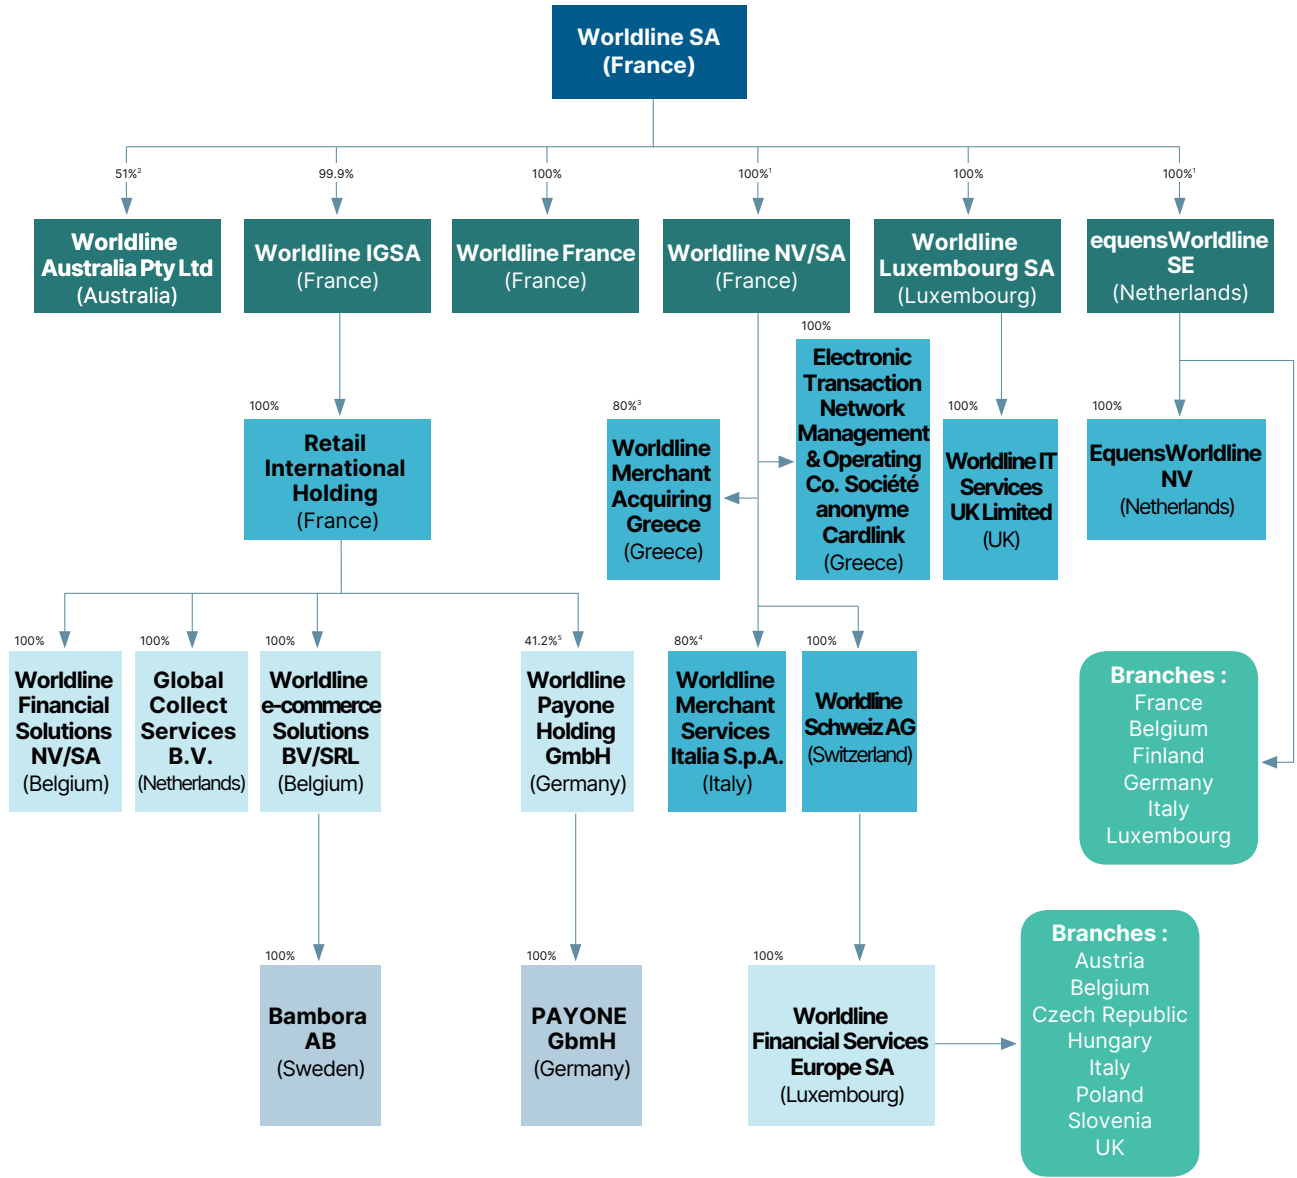 Worldline SA
(France)
51%²
99.9%
100%
100%¹
100%
100%¹
Worldline
Australia Pty Ltd
(Australia)
Worldline IGSA
(France)
Worldline France
(France)
Worldline NV/SA
(France)
Worldline
Luxembourg SA
(Luxembourg)
equensWorldline
SE
(Netherlands)
100%
Retail
International
Holding
(France)
80%³
Worldline
Merchant
Acquiring
Greece
(Greece)
100%
Electronic
Transaction
Network
Management
& Operating
Co. Société
anonyme
Cardlink
(Greece)
100%
Worldline IT
Services
UK Limited
(UK)
100%
EquensWorldline
NV
(Netherlands)
100%
Worldline
Financial
Solutions
NV/SA
(Belgium)
100%
Global
Collect
Services
B.V.
(Netherlands)
100%
Worldline
e-commerce
Solutions
BV/SRL
(Belgium)
41.2%⁵
Worldline
Payone
Holding
GmbH
(Germany)
80%⁴
Worldline
Merchant
Services
Italia S.p.A.
(Italy)
100%
Worldline
Schweiz AG
(Switzerland)
Branches :
France
Belgium
Finland
Germany
Italy
Luxembourg
100%
Bambora
AB
(Sweden)
100%
PAYONE
GbmH
(Germany)
100%
Worldline
Financial Services
Europe SA
(Luxembourg)
Branches :
Austria
Belgium
Czech Republic
Hungary
Italy
Poland
Slovenia
UK